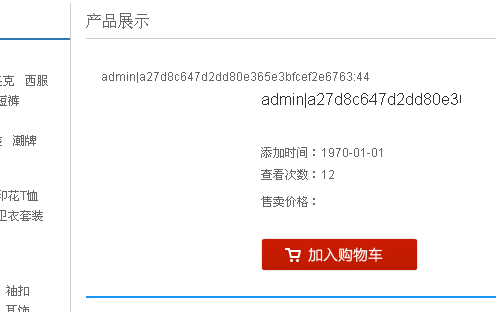 产品展示
夹克 西服
短裤
潮牌
印花T恤
卫衣套装
袖扣
耳饰
admin|a27d8c647d2dd80e365e3bfcef2e6763:44
admin|a27d8c647d2dd80e3
添加时间：1970-01-01
查看次数：12
售卖价格：
加入购物车